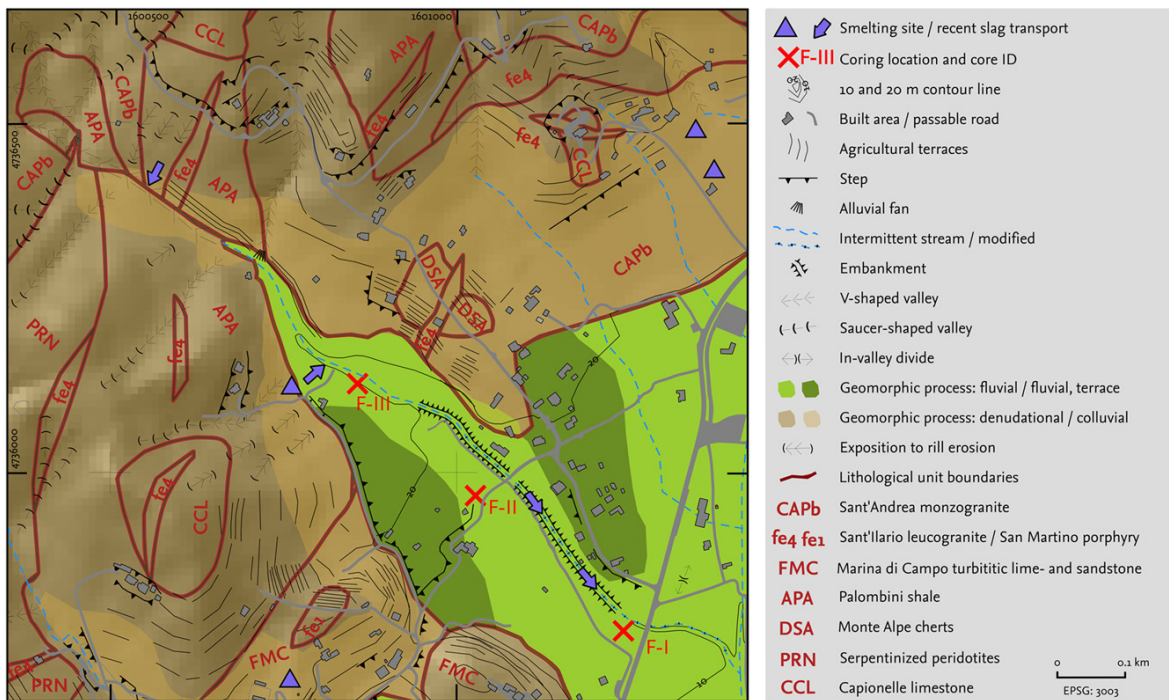 1600500
1601000
4736500
4736000
CCL
CAPb
APA
fe4
CAPb
APA
CAPb
fe4
APA
fe4
fe4
fe4
CCL
CAPb
DSA
DSA
fe4
PRN
APA
fe4
fe4
F-III
20
20
F-II
fe4
CCL
fe1
FMC
FMC
F-I
fe4
PRN
10
Smelting site / recent slag transport
F-III Coring location and core ID
10 and 20 m contour line
Built area / passable road
Agricultural terraces
Step
Alluvial fan
Intermittent stream / modified
Embankment
V-shaped valley
Saucer-shaped valley
In-valley divide
Geomorphic process: fluvial / fluvial, terrace
Geomorphic process: denudational / colluvial
Exposition to rill erosion
Lithological unit boundaries
CAPb Sant'Andrea monzogranite
fe4 fe1 Sant'Ilario leucogranite / San Martino porphyry
FMC Marina di Campo turbititic lime- and sandstone
APA Palombini shale
DSA Monte Alpe cherts
PRN Serpentinized peridotites
CCL Capionelle limestone
0 0.1 km
EPSG: 3003